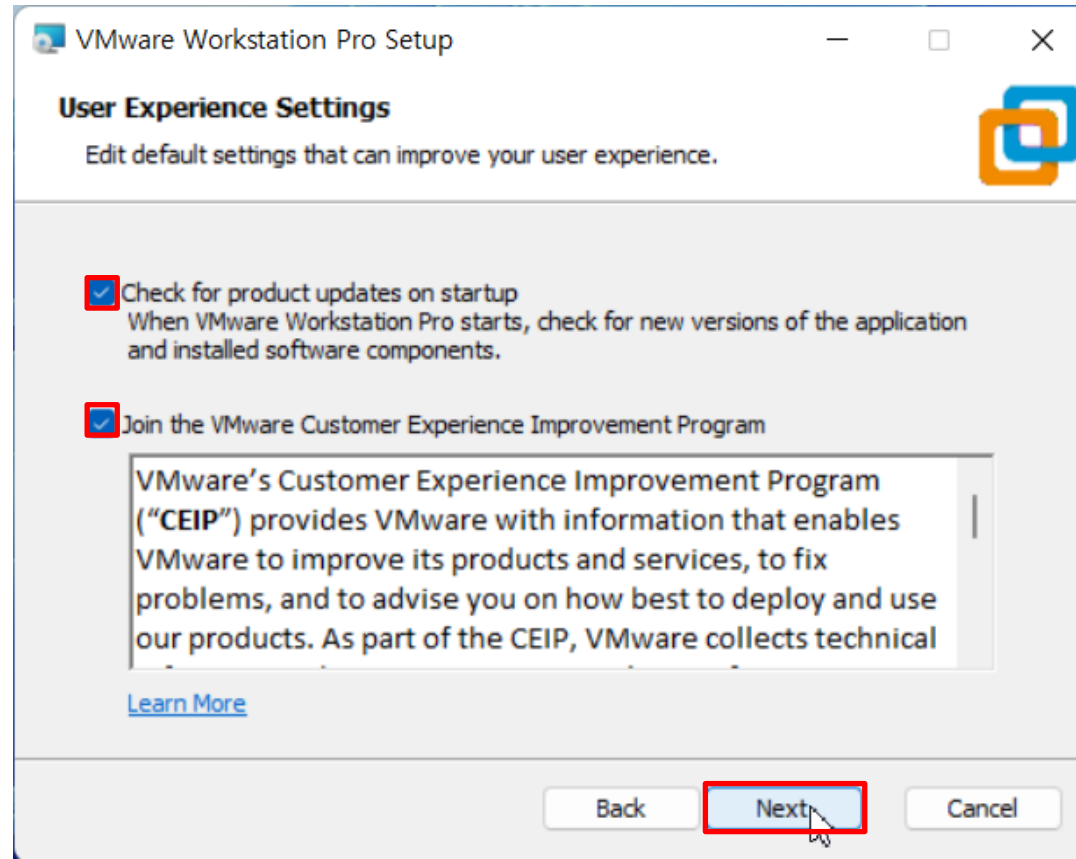 VMware Workstation Pro Setup
User Experience Settings
Edit default settings that can improve your user experience.
Check for product updates on startup
When VMware Workstation Pro starts, check for new versions of the application
and installed software components.
Join the VMware Customer Experience Improvement Program
VMware’s Customer Experience Improvement Program
(“CEIP”) provides VMware with information that enables
VMware to improve its products and services, to fix
problems, and to advise you on how best to deploy and use
our products. As part of the CEIP, VMware collects technical
Learn More
Back
Next
Cancel